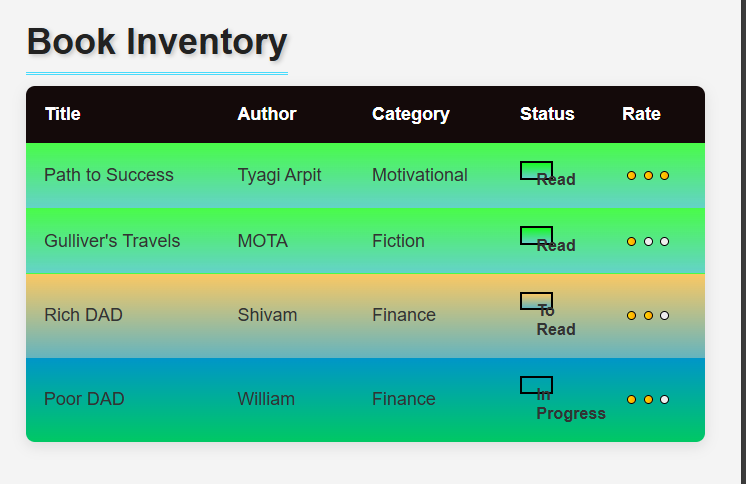 Book Inventory
Title Author Category Status Rate
Path to Success Tyagi Arpit Motivational Read
Gulliver's Travels MOTA Fiction Read
Rich DAD Shivam Finance To
Read
Poor DAD William Finance In
Progress